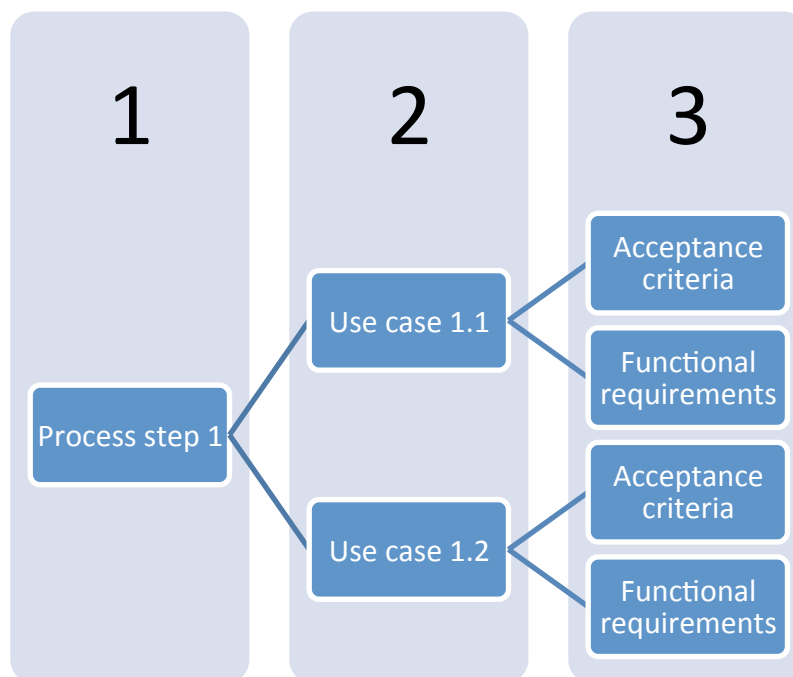 1
2
3
Process step 1
Use case 1.1
Use case 1.2
Acceptance
criteria
Functional
requirements
Acceptance
criteria
Functional
requirements